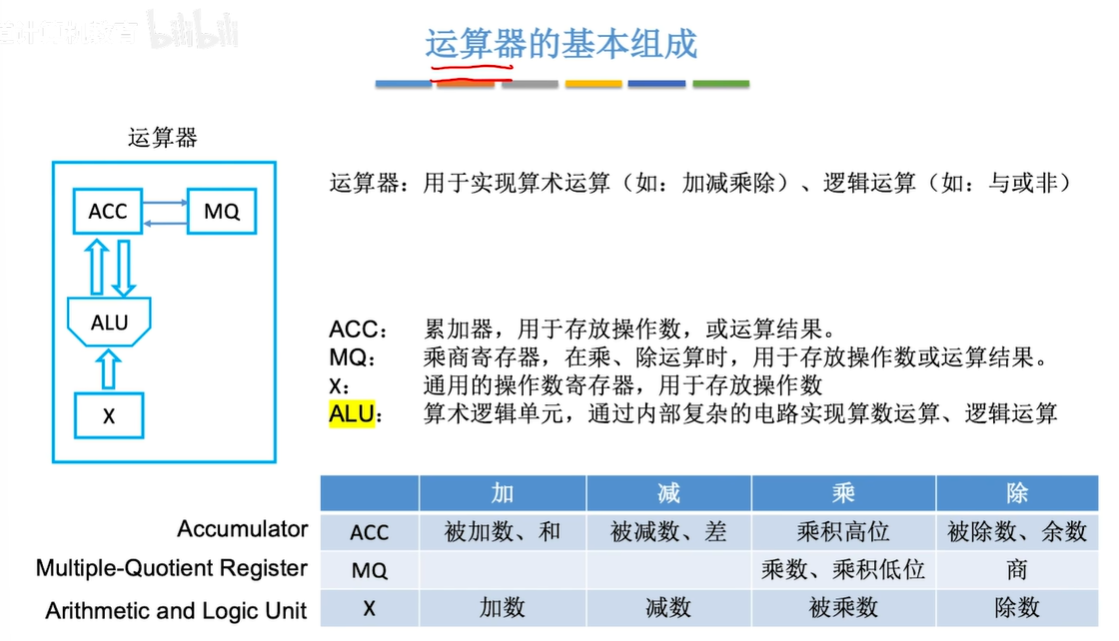 bilibili
运算器的基本组成
运算器
ACC
MQ
ALU
X
运算器：用于实现算术运算（如：加减乘除）、逻辑运算（如：与或非）
ACC： 累加器，用于存放操作数，或运算结果。
MQ： 乘商寄存器，在乘、除运算时，用于存放操作数或运算结果。
X： 通用的操作数寄存器，用于存放操作数
ALU： 算术逻辑单元，通过内部复杂的电路实现算数运算、逻辑运算
加 减 乘 除
Accumulator ACC 被加数、和 被减数、差 乘积高位 被除数、余数
Multiple-Quotient Register MQ 乘数、乘积低位 商
Arithmetic and Logic Unit X 加数 减数 被乘数 除数